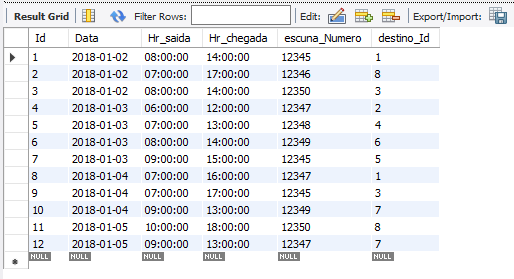 Result Grid Filter Rows: Edit: Export/Import:
Id Data Hr_saida Hr_chegada escuna_Numero destino_Id
1 2018-01-02 08:00:00 14:00:00 12345 1
2 2018-01-02 07:00:00 17:00:00 12346 8
3 2018-01-02 08:00:00 14:00:00 12350 3
4 2018-01-03 06:00:00 12:00:00 12347 2
5 2018-01-03 07:00:00 13:00:00 12348 4
6 2018-01-03 08:00:00 14:00:00 12349 6
7 2018-01-03 09:00:00 15:00:00 12345 5
8 2018-01-04 07:00:00 16:00:00 12347 1
9 2018-01-04 07:00:00 17:00:00 12345 3
10 2018-01-04 09:00:00 13:00:00 12349 7
11 2018-01-05 10:00:00 18:00:00 12350 8
12 2018-01-05 09:00:00 13:00:00 12347 7
NULL NULL NULL NULL NULL NULL